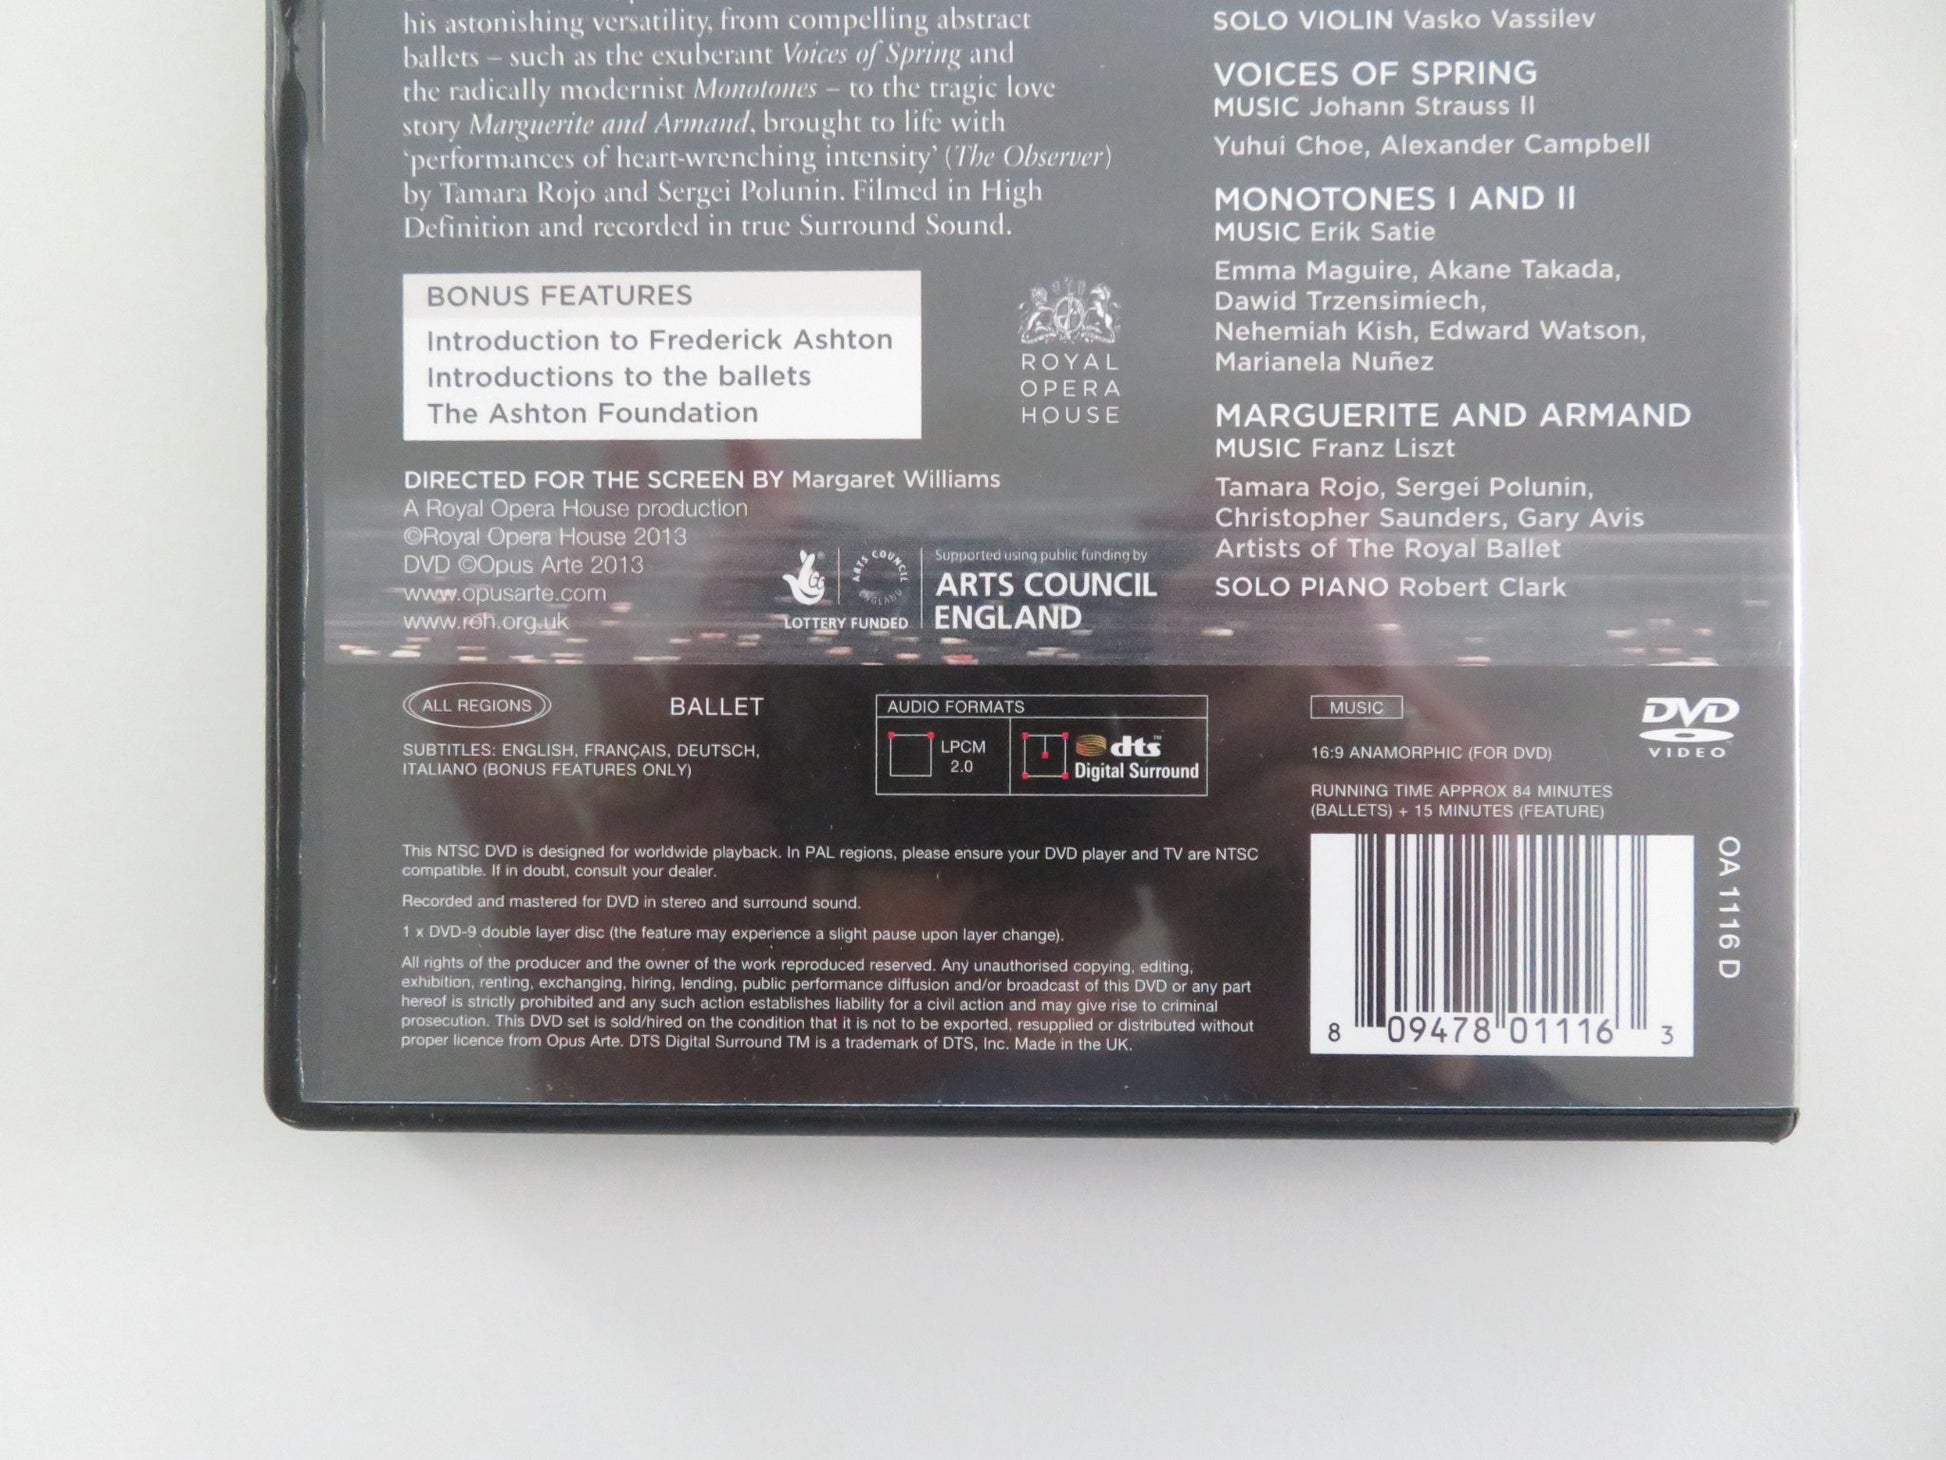 his astonishing versatility, from compelling abstract
ballets – such as the exuberant Voices of Spring and
the radically modernist Monotones – to the tragic love
story Marguerite and Armand, brought to life with
‘performances of heart-wrenching intensity’ (The Observer)
by Tamara Rojo and Sergei Polunin. Filmed in High
Definition and recorded in true Surround Sound.
BONUS FEATURES
Introduction to Frederick Ashton
Introductions to the ballets
The Ashton Foundation
ROYAL
OPERA
HOUSE
DIRECTED FOR THE SCREEN BY Margaret Williams
A Royal Opera House production
©Royal Opera House 2013
DVD ©Opus Arte 2013
www.opusarte.com
www.roh.org.uk
LOTTERY FUNDED
ARTS COUNCIL
ENGLAND
Supported using public funding by
ARTS COUNCIL
ENGLAND
SOLO VIOLIN Vasko Vassilev
VOICES OF SPRING
MUSIC Johann Strauss II
Yuhui Choe, Alexander Campbell
MONOTONES I AND II
MUSIC Erik Satie
Emma Maguire, Akane Takada,
Dawid Trzensimiech,
Nehemiah Kish, Edward Watson,
Marianela Nuñez
MARGUERITE AND ARMAND
MUSIC Franz Liszt
Tamara Rojo, Sergei Polunin,
Christopher Saunders, Gary Avis
Artists of The Royal Ballet
SOLO PIANO Robert Clark
ALL REGIONS
BALLET
SUBTITLES: ENGLISH, FRANÇAIS, DEUTSCH,
ITALIANO (BONUS FEATURES ONLY)
AUDIO FORMATS
LPCM
2.0
dts™
Digital Surround
MUSIC
DVD
VIDEO™
16:9 ANAMORPHIC (FOR DVD)
RUNNING TIME APPROX 84 MINUTES
(BALLETS) + 15 MINUTES (FEATURE)
This NTSC DVD is designed for worldwide playback. In PAL regions, please ensure your DVD player and TV are NTSC
compatible. If in doubt, consult your dealer.
Recorded and mastered for DVD in stereo and surround sound.
1 x DVD-9 double layer disc (the feature may experience a slight pause upon layer change).
All rights of the producer and the owner of the work reproduced reserved. Any unauthorised copying, editing,
exhibition, renting, exchanging, hiring, lending, public performance diffusion and/or broadcast of this DVD or any part
hereof is strictly prohibited and any such action establishes liability for a civil action and may give rise to criminal
prosecution. This DVD set is sold/hired on the condition that it is not to be exported, resupplied or distributed without
proper licence from Opus Arte. DTS Digital Surround TM is a trademark of DTS, Inc. Made in the UK.
8 09478 01116 3
OA 1116 D